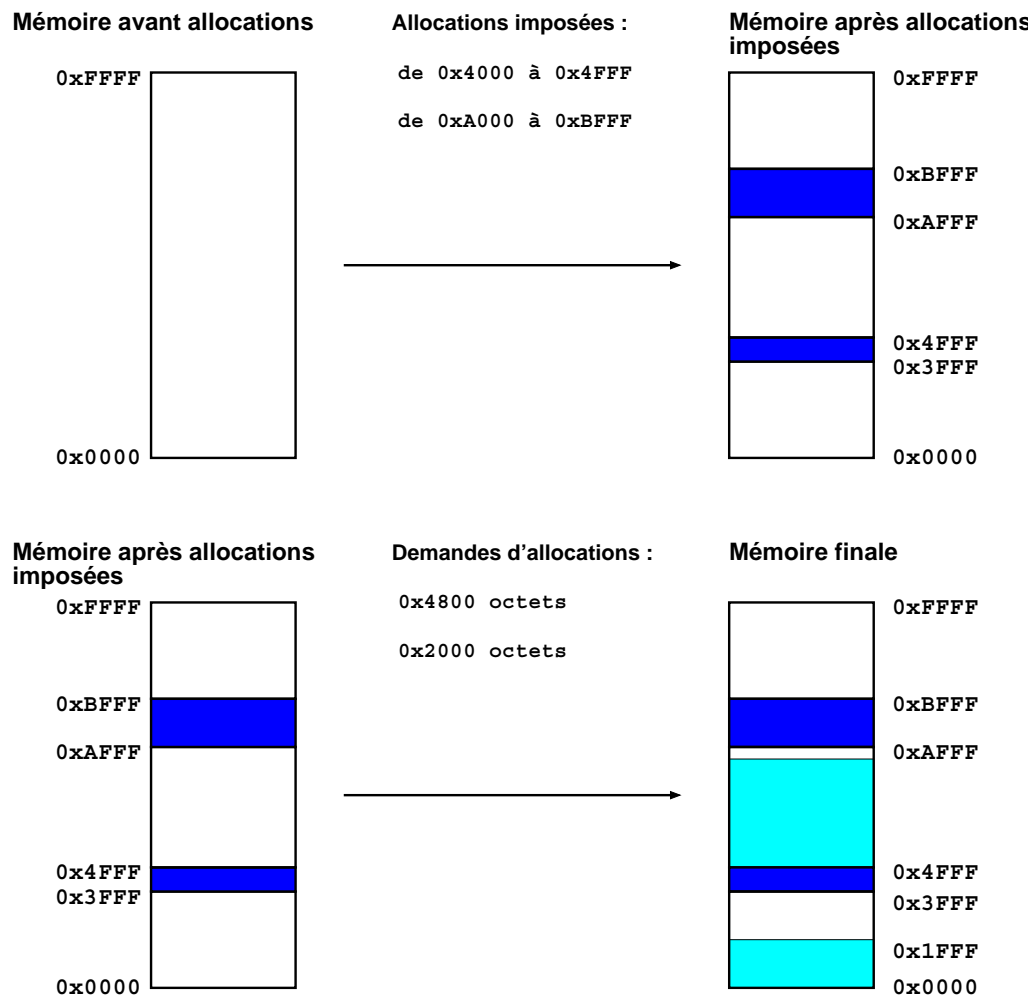 Mémoire avant allocations
Allocations imposées :
Mémoire après allocations
imposées
0xFFFF
de 0x4000 à 0x4FFF
de 0xA000 à 0xBFFF
0xFFFF
0xBFFF
0xAFFF
0x4FFF
0x3FFF
0x0000
0x0000
Mémoire après allocations
imposées
Demandes d'allocations :
Mémoire finale
0xFFFF
0x4800 octets
0x2000 octets
0xFFFF
0xBFFF
0xBFFF
0xAFFF
0xAFFF
0x4FFF
0x4FFF
0x3FFF
0x3FFF
0x1FFF
0x0000
0x0000